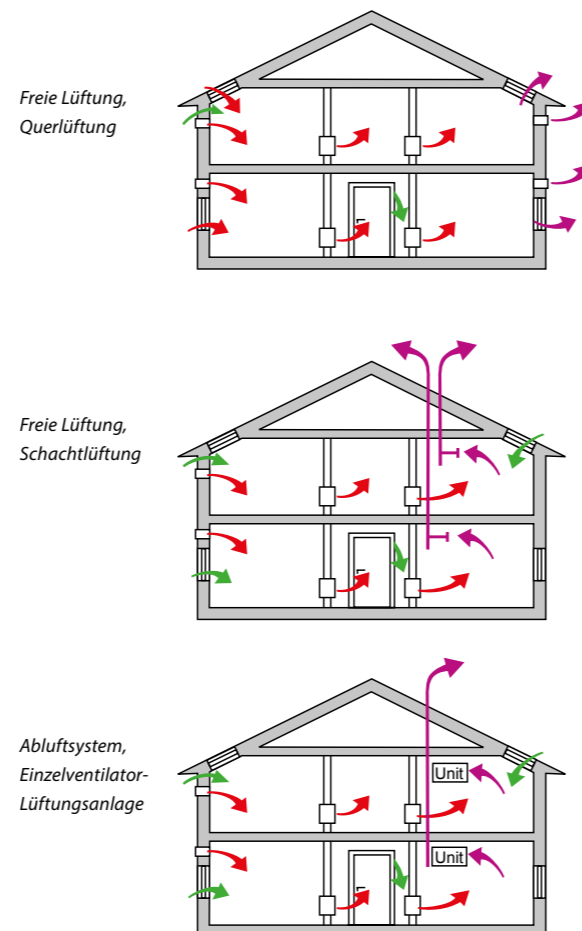 Freie Lüftung,
Querlüftung
Freie Lüftung,
Schachtlüftung
Abluftsystem,
Einzelventilator-
Lüftungsanlage
Unit
Unit